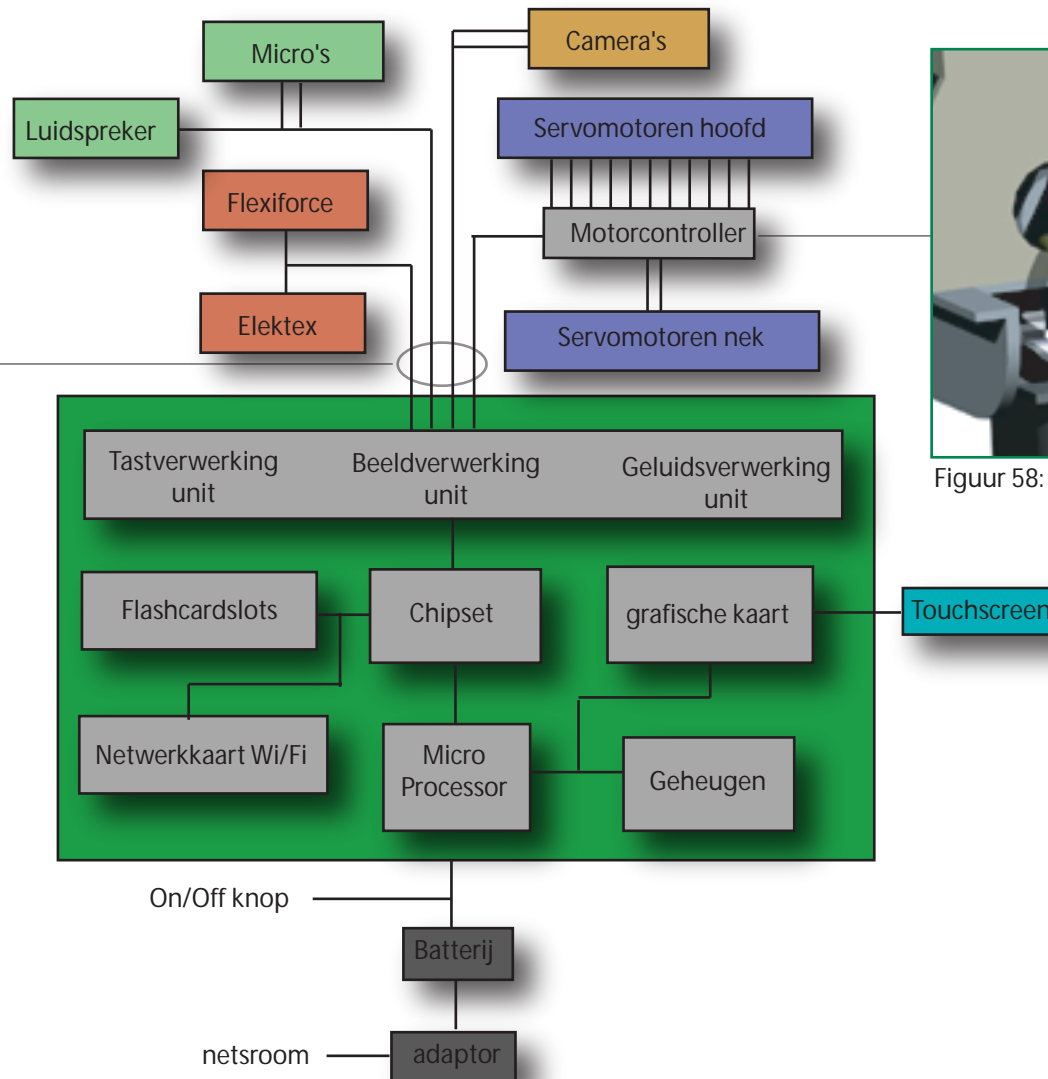 Micro's
Camera's
Luidspreker
Servomotoren hoofd
Flexiforce
Motorcontroller
Elektex
Servomotoren nek
Tastverwerking
unit
Beeldverwerking
unit
Geluidsverwerking
unit
Figuur 58:
Flashcardslots
Chipset
grafische kaart
Touchscreen
Netwerkkaart Wi/Fi
Micro
Processor
Geheugen
On/Off knop
Batterij
netsroom
adaptor